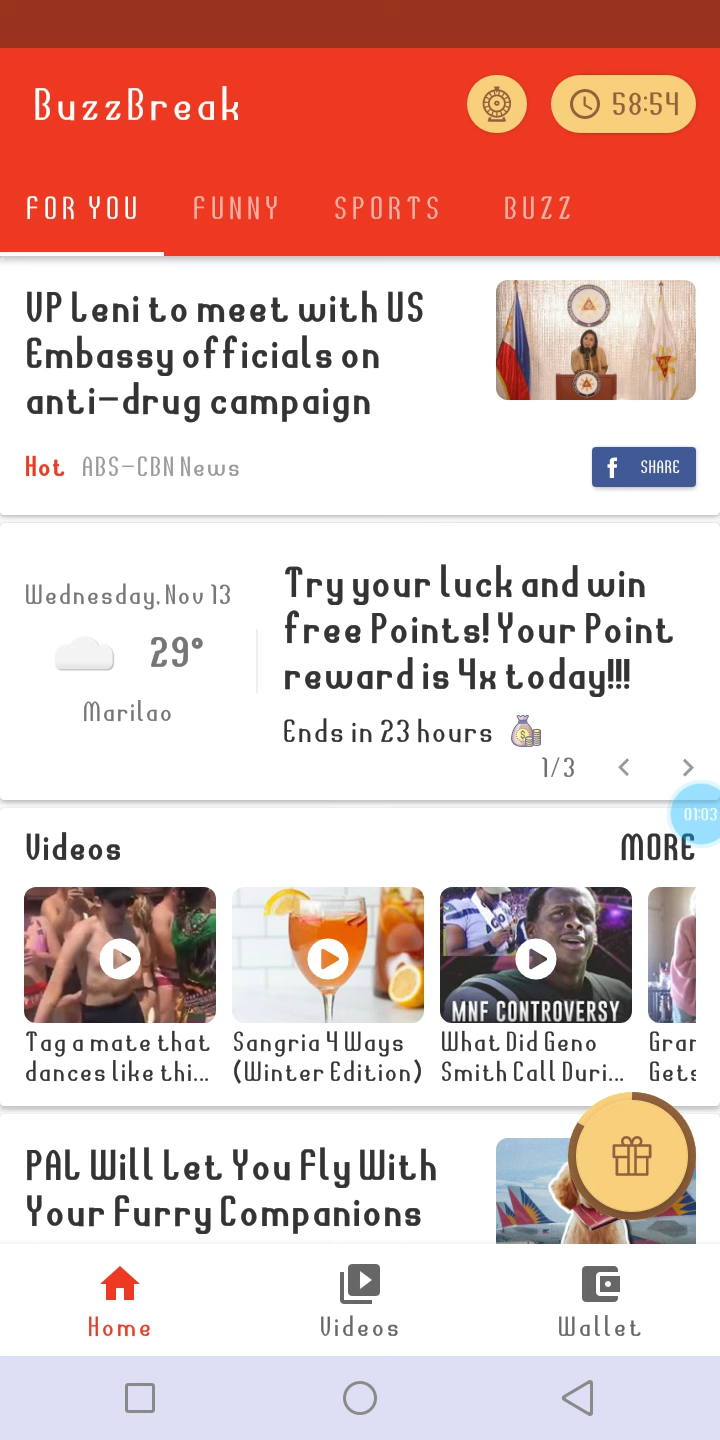 BuzzBreak
58:54
FOR YOU
FUNNY
SPORTS
BUZZ
VP Leni to meet with US
Embassy officials on
anti-drug campaign
Hot ABS-CBN News
f SHARE
Wednesday, Nov 13
29°
Marilao
Try your luck and win
free Points! Your Point
reward is 4x today!!!
Ends in 23 hours
1/3
01:03
Videos
MORE
MNF CONTROVERSY
Tag a mate that
dances like thi...
Sangria 4 Ways
(Winter Edition)
What Did Geno
Smith Call Duri...
Gran
Gets
PAL Will Let You Fly With
Your Furry Companions
Home
Videos
Wallet